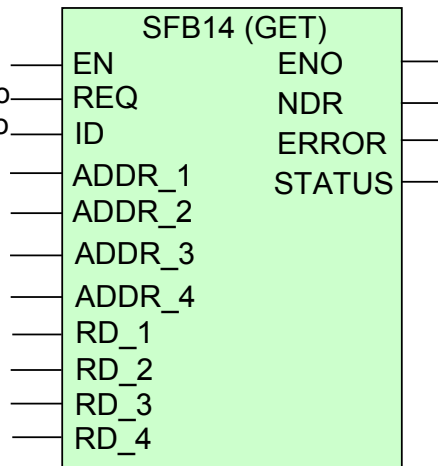 SFB14 (GET)
EN ENO
REQ NDR
ID ERROR
ADDR_1 STATUS
ADDR_2
ADDR_3
ADDR_4
RD_1
RD_2
RD_3
RD_4